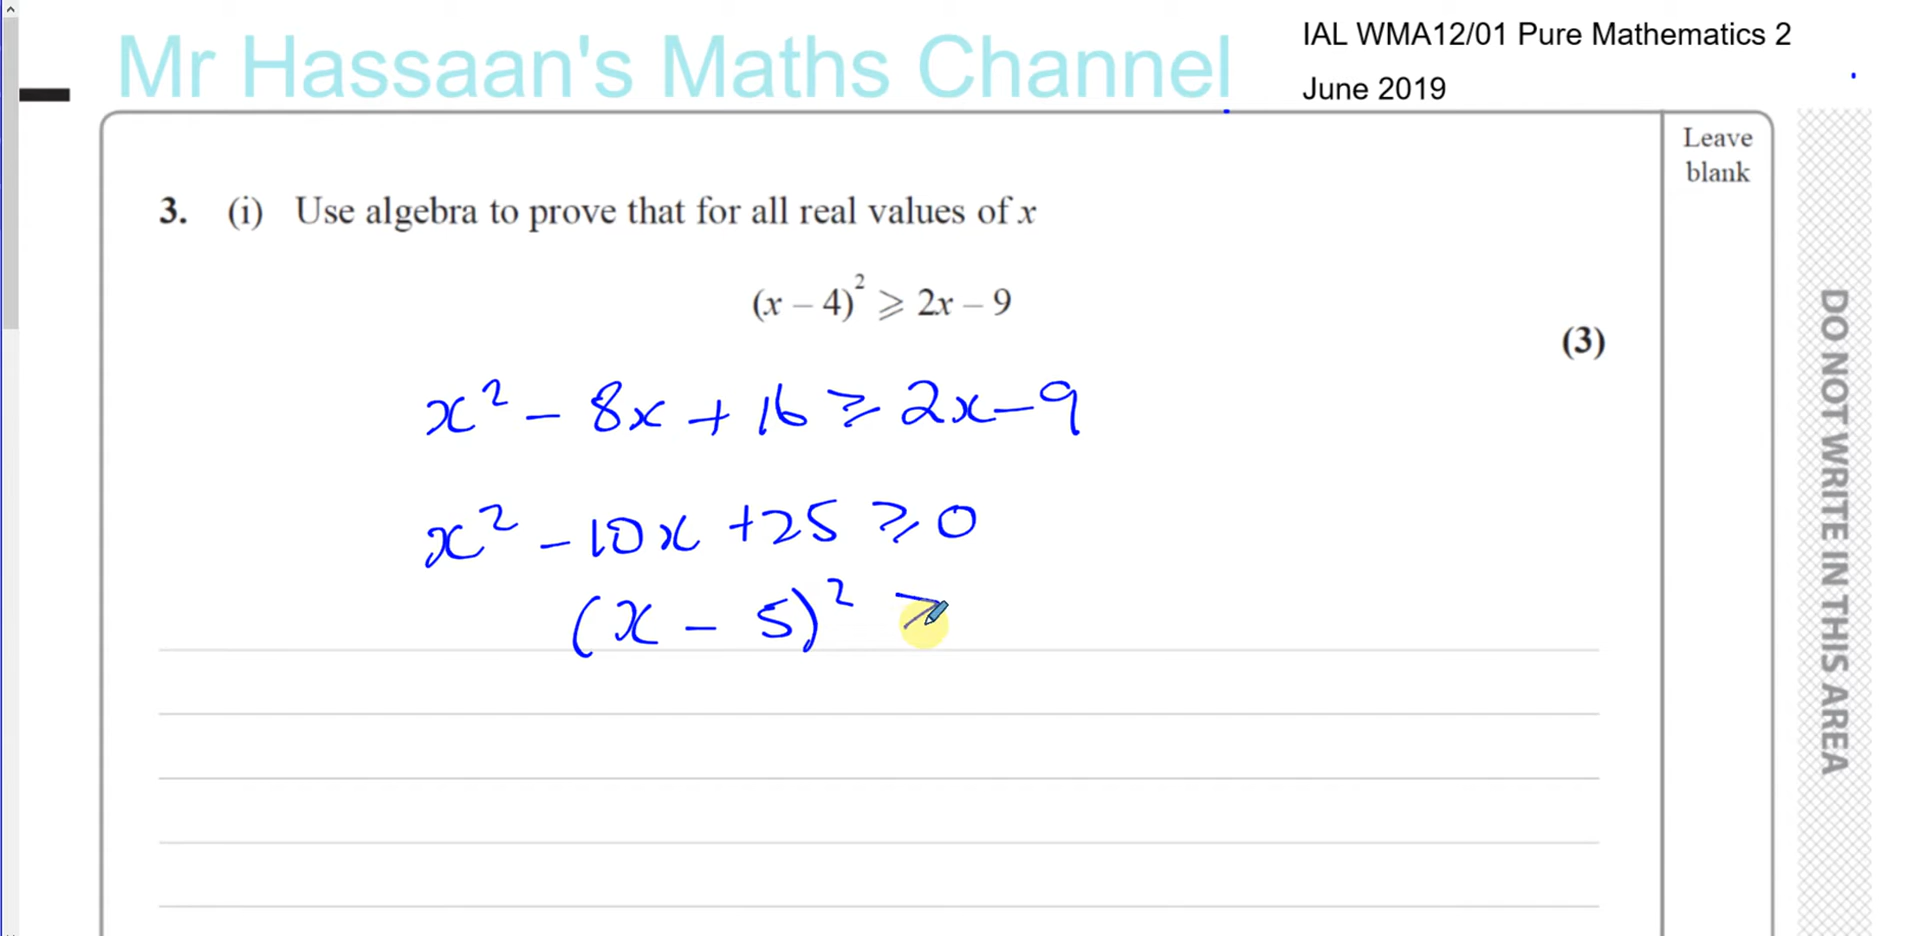 Mr Hassaan's Maths Channel
IAL WMA12/01 Pure Mathematics 2
June 2019
Leave
blank
3. (i) Use algebra to prove that for all real values of x
(x – 4)² ⩾ 2x – 9
(3)
x² - 8x + 16 ⩾ 2x - 9
x² - 10x + 25 ⩾ 0
(x - 5)² ⩾
DO NOT WRITE IN THIS AREA